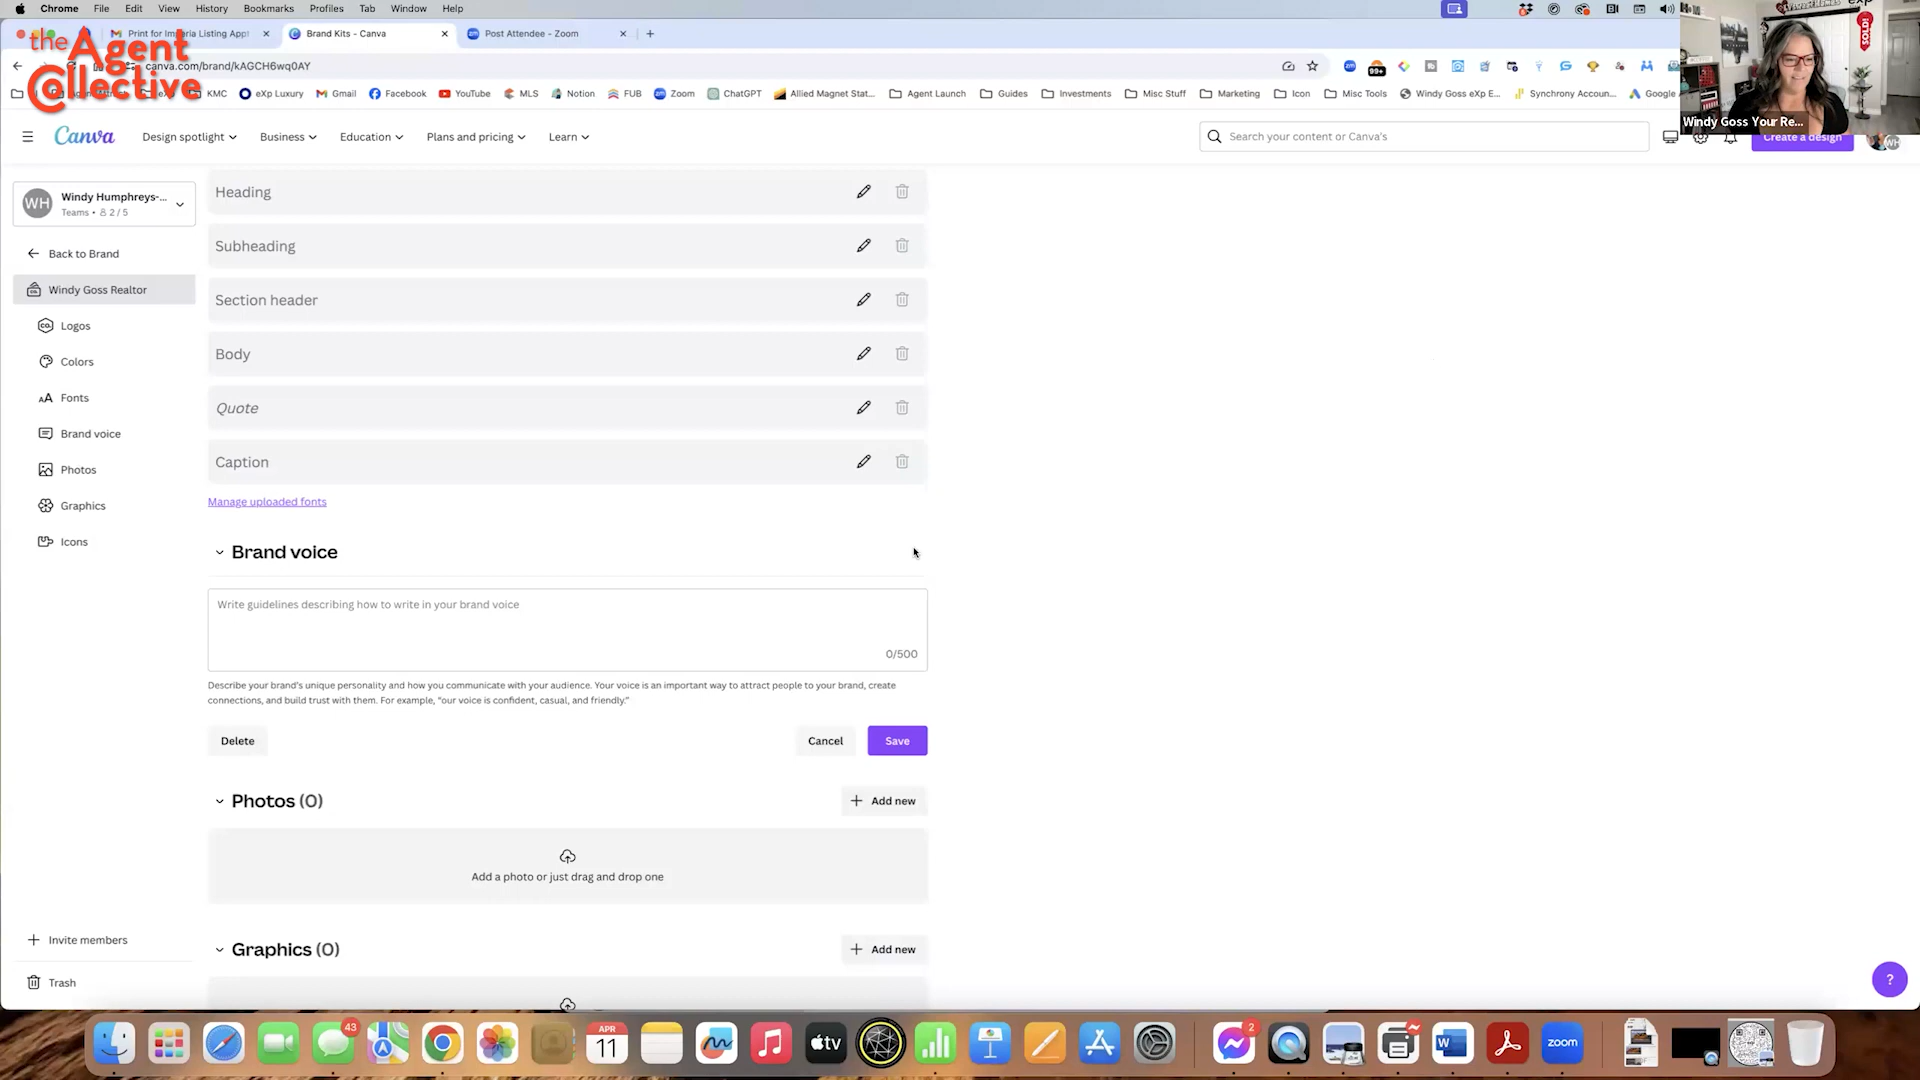 Chrome File Edit View History Bookmarks Profiles Tab Window Help
the Agent Collective
Print for Imperia Listing Appt
Brand Kits - Canva
Post Attendee - Zoom
canva.com/brand/kAGCH6wq0AY
99+
KMC eXp Luxury Gmail Facebook YouTube MLS Notion FUB Zoom ChatGPT Allied Magnet Stat... Agent Launch Guides Investments Misc Stuff Marketing Icon Misc Tools Windy Goss eXp E... Synchrony Accoun... Google
SOLD!
Windy Goss Your Re...
Canva Design spotlight Business Education Plans and pricing Learn
Search your content or Canva's
Create a design
WH
Windy Humphreys-...
Teams • 2 / 5
Back to Brand
Windy Goss Realtor
Logos
Colors
Fonts
Brand voice
Photos
Graphics
Icons
Invite members
Trash
Heading
Subheading
Section header
Body
Quote
Caption
Manage uploaded fonts
Brand voice
Write guidelines describing how to write in your brand voice
0/500
Describe your brand's unique personality and how you communicate with your audience. Your voice is an important way to attract people to your brand, create
connections, and build trust with them. For example, "our voice is confident, casual, and friendly."
Delete Cancel Save
Photos (0) Add new
Add a photo or just drag and drop one
Graphics (0) Add new
?
43
APR
11
tv
2
W
zoom